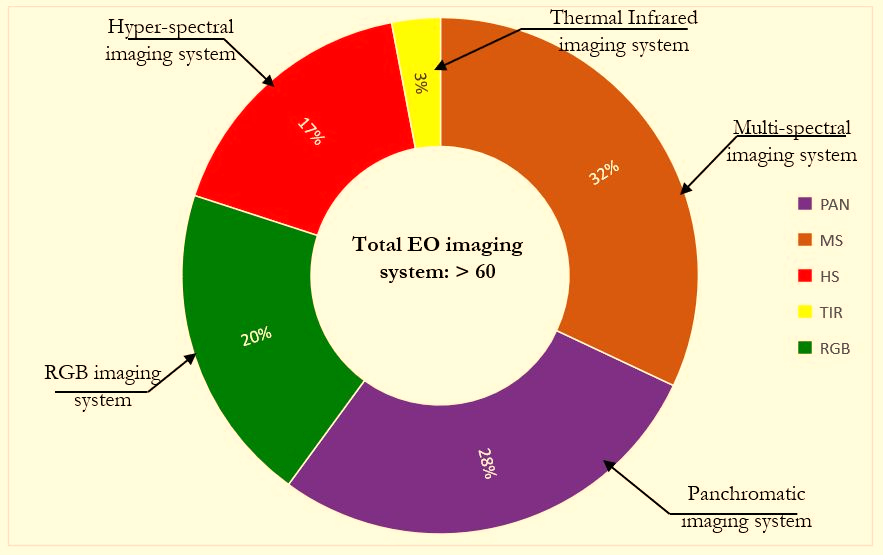 Hyper-spectral
imaging system
Thermal Infrared
imaging system
3%
17%
32%
Multi-spectral
imaging system
PAN
MS
HS
TIR
RGB
Total EO imaging
system: > 60
20%
RGB imaging
system
28%
Panchromatic
imaging system